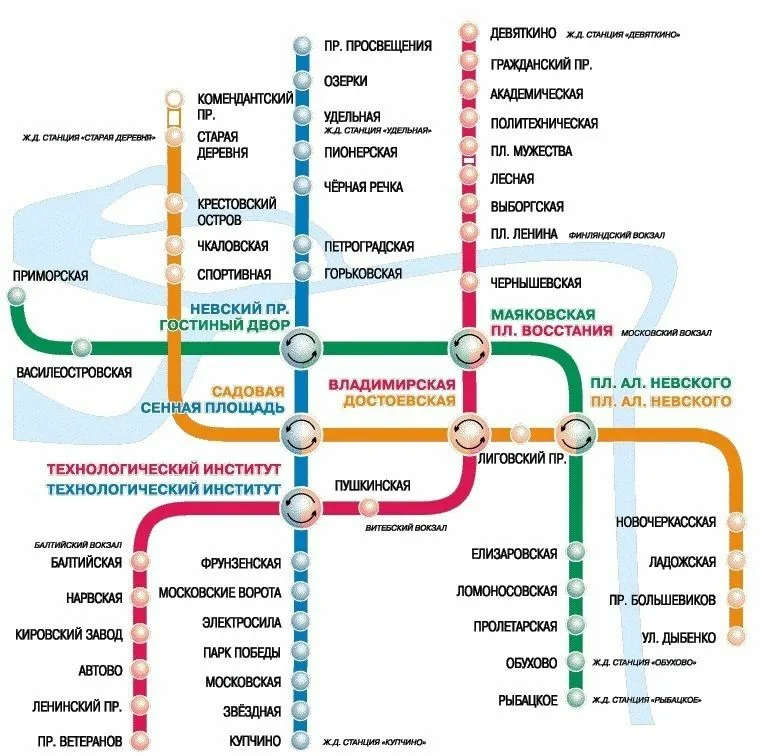 ДЕВЯТКИНО
Ж.Д. СТАНЦИЯ «ДЕВЯТКИНО»
ПР. ПРОСВЕЩЕНИЯ
ГРАЖДАНСКИЙ ПР.
ОЗЕРКИ
АКАДЕМИЧЕСКАЯ
КОМЕНДАНТСКИЙ
ПР.
УДЕЛЬНАЯ
Ж.Д. СТАНЦИЯ «УДЕЛЬНАЯ»
ПОЛИТЕХНИЧЕСКАЯ
Ж.Д. СТАНЦИЯ «СТАРАЯ ДЕРЕВНЯ»
СТАРАЯ
ДЕРЕВНЯ
ПИОНЕРСКАЯ
ПЛ. МУЖЕСТВА
ЧЁРНАЯ РЕЧКА
ЛЕСНАЯ
КРЕСТОВСКИЙ
ОСТРОВ
ВЫБОРГСКАЯ
ПЛ. ЛЕНИНА
ФИНЛЯНДСКИЙ ВОКЗАЛ
ЧКАЛОВСКАЯ
ПЕТРОГРАДСКАЯ
СПОРТИВНАЯ
ГОРЬКОВСКАЯ
ПРИМОРСКАЯ
ЧЕРНЫШЕВСКАЯ
НЕВСКИЙ ПР.
ГОСТИНЫЙ ДВОР
МАЯКОВСКАЯ
ПЛ. ВОССТАНИЯ
МОСКОВСКИЙ ВОКЗАЛ
ВАСИЛЕОСТРОВСКАЯ
САДОВАЯ
СЕННАЯ ПЛОЩАДЬ
ВЛАДИМИРСКАЯ
ДОСТОЕВСКАЯ
ПЛ. АЛ. НЕВСКОГО
ПЛ. АЛ. НЕВСКОГО
ЛИГОВСКИЙ ПР.
ТЕХНОЛОГИЧЕСКИЙ ИНСТИТУТ
ТЕХНОЛОГИЧЕСКИЙ ИНСТИТУТ
ПУШКИНСКАЯ
ВИТЕБСКИЙ ВОКЗАЛ
НОВОЧЕРКАССКАЯ
БАЛТИЙСКИЙ ВОКЗАЛ
БАЛТИЙСКАЯ
ФРУНЗЕНСКАЯ
ЕЛИЗАРОВСКАЯ
ЛАДОЖСКАЯ
НАРВСКАЯ
МОСКОВСКИЕ ВОРОТА
ЛОМОНОСОВСКАЯ
ПР. БОЛЬШЕВИКОВ
КИРОВСКИЙ ЗАВОД
ЭЛЕКТРОСИЛА
ПРОЛЕТАРСКАЯ
УЛ. ДЫБЕНКО
АВТОВО
ПАРК ПОБЕДЫ
ОБУХОВО
Ж.Д. СТАНЦИЯ «ОБУХОВО»
МОСКОВСКАЯ
РЫБАЦКОЕ
Ж.Д. СТАНЦИЯ «РЫБАЦКОЕ»
ЛЕНИНСКИЙ ПР.
ЗВЁЗДНАЯ
ПР. ВЕТЕРАНОВ
КУПЧИНО
Ж.Д. СТАНЦИЯ «КУПЧИНО»